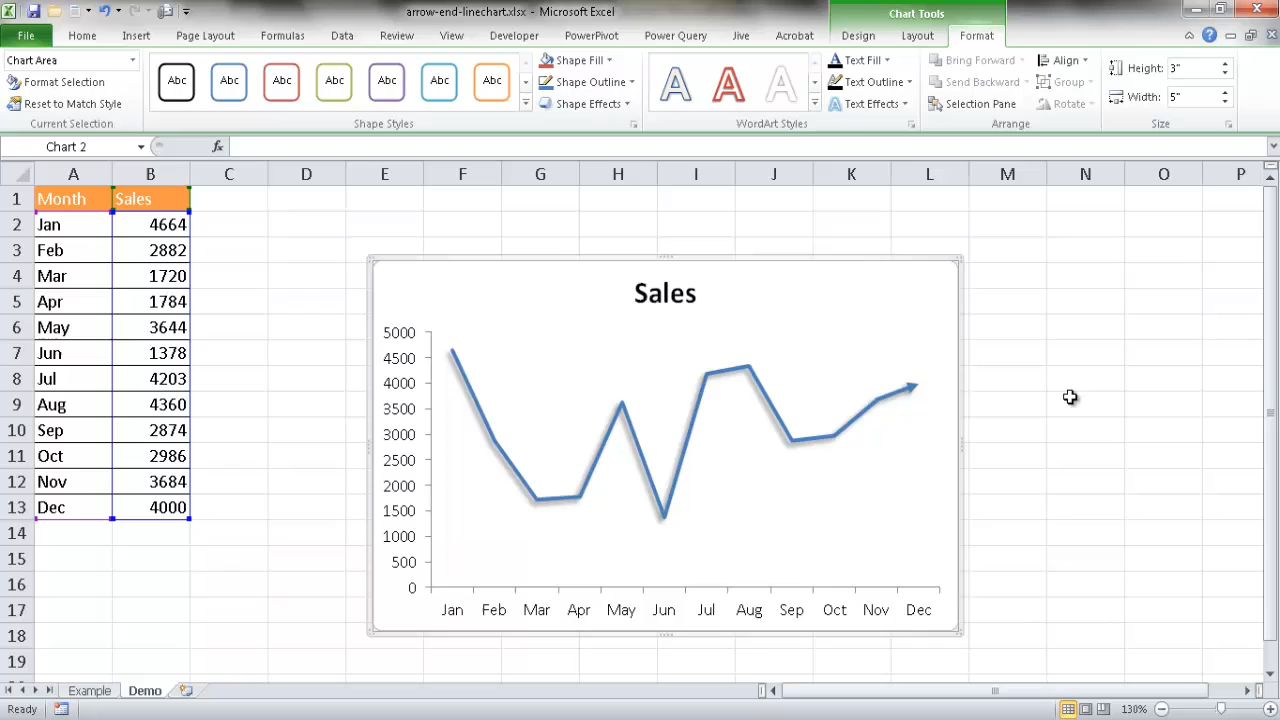 arrow-end-linechart.xlsx - Microsoft Excel
Chart Tools
File Home Insert Page Layout Formulas Data Review View Developer PowerPivot Power Query Jive Acrobat Design Layout Format
Chart Area
Format Selection
Reset to Match Style
Current Selection
Abc Abc Abc Abc Abc Abc Abc
Shape Fill
Shape Outline
Shape Effects
Shape Styles
A A A
Text Fill
Text Outline
Text Effects
WordArt Styles
Bring Forward
Send Backward
Selection Pane
Align
Group
Rotate
Arrange
Height: 3"
Width: 5"
Size
Chart 2
fx
A B C D E F G H I J K L M N O P
1 Month Sales
2 Jan 4664
3 Feb 2882
4 Mar 1720
5 Apr 1784
6 May 3644
7 Jun 1378
8 Jul 4203
9 Aug 4360
10 Sep 2874
11 Oct 2986
12 Nov 3684
13 Dec 4000
14
15
16
17
18
19
Sales
5000
4500
4000
3500
3000
2500
2000
1500
1000
500
0
Jan Feb Mar Apr May Jun Jul Aug Sep Oct Nov Dec
Example Demo
Ready
130%